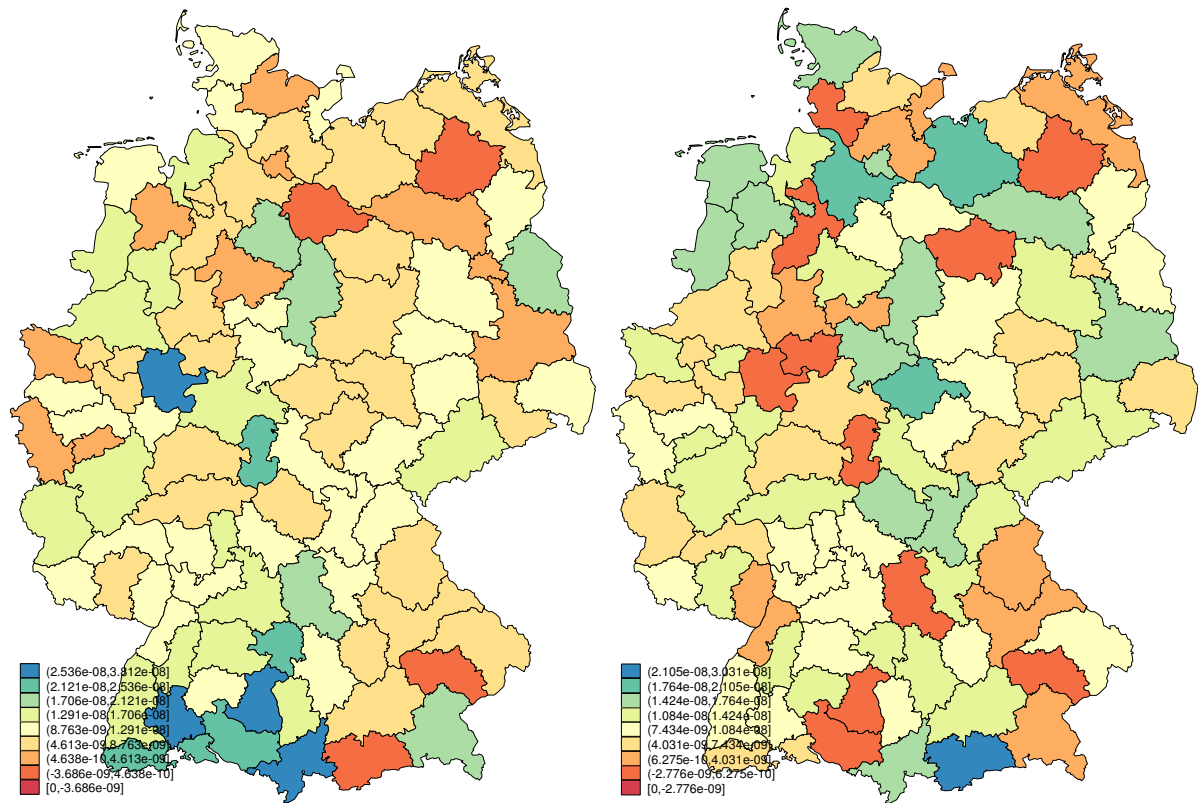 (2.536e-08,3.812e-08]
(2.121e-08,2.536e-08]
(1.706e-08,2.121e-08]
(1.291e-08,1.706e-08]
(8.763e-09,1.291e-08]
(4.613e-09,8.763e-09]
(4.638e-10,4.613e-09]
(-3.686e-09,4.638e-10]
[0,-3.686e-09]
(2.105e-08,3.031e-08]
(1.764e-08,2.105e-08]
(1.424e-08,1.764e-08]
(1.084e-08,1.424e-08]
(7.434e-09,1.084e-08]
(4.031e-09,7.434e-09]
(6.275e-10,4.031e-09]
(-2.776e-09,6.275e-10]
[0,-2.776e-09]